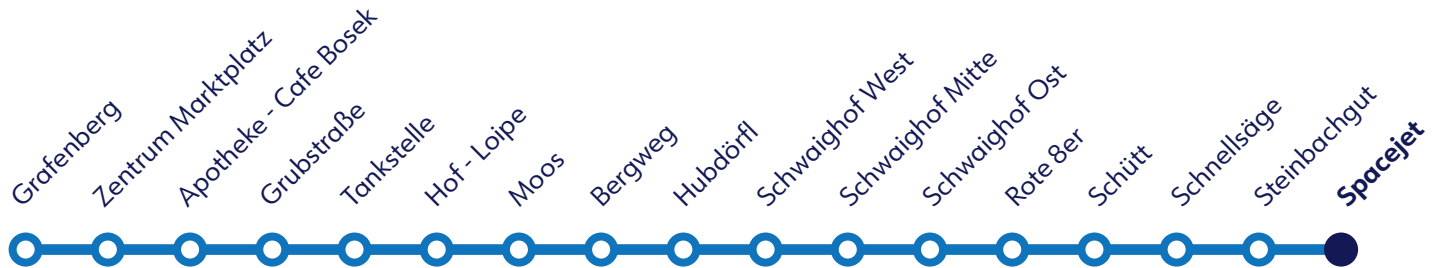 Grafenberg
Zentrum Marktplatz
Apotheke - Cafe Bosek
Grubstraße
Tankstelle
Hof - Loipe
Moos
Bergweg
Hubdörfl
Schwaighof West
Schwaighof Mitte
Schwaighof Ost
Rote 8er
Schütt
Schnellsäge
Steinbachgut
Spacejet